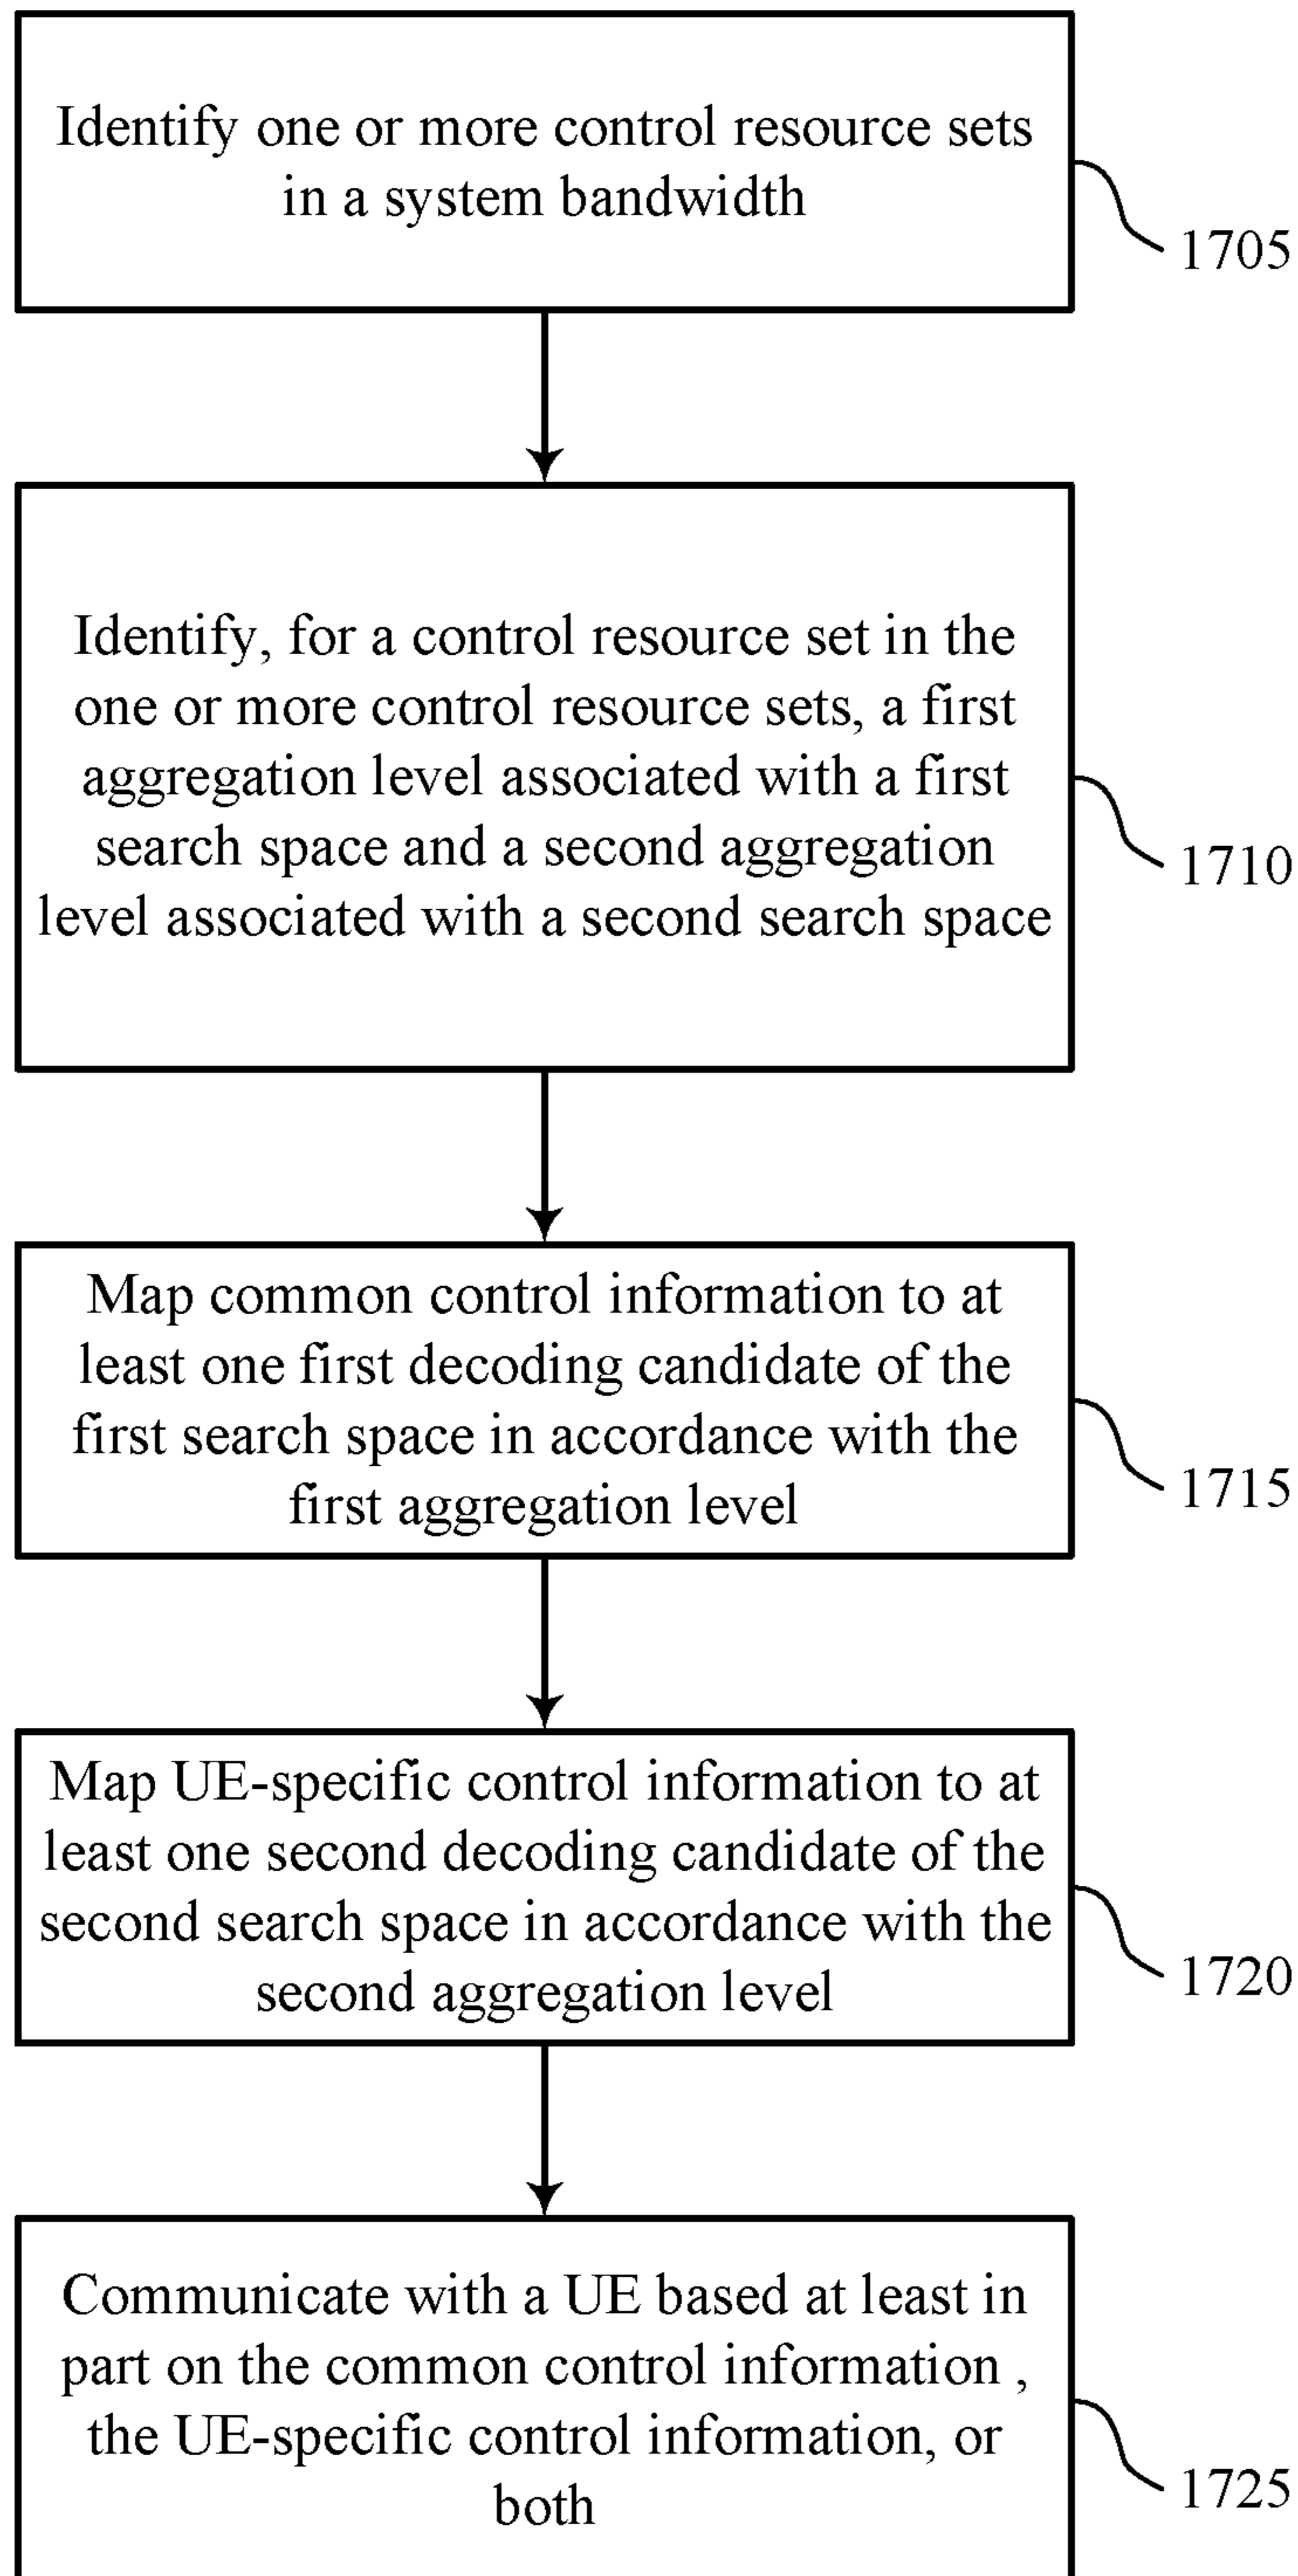 Identify one or more control resource sets
in a system bandwidth
1705
Identify, for a control resource set in the
one or more control resource sets, a first
aggregation level associated with a first
search space and a second aggregation
level associated with a second search space
1710
Map common control information to at
least one first decoding candidate of the
first search space in accordance with the
first aggregation level
1715
Map UE-specific control information to at
least one second decoding candidate of the
second search space in accordance with the
second aggregation level
1720
Communicate with a UE based at least in
part on the common control information ,
the UE-specific control information, or
both
1725